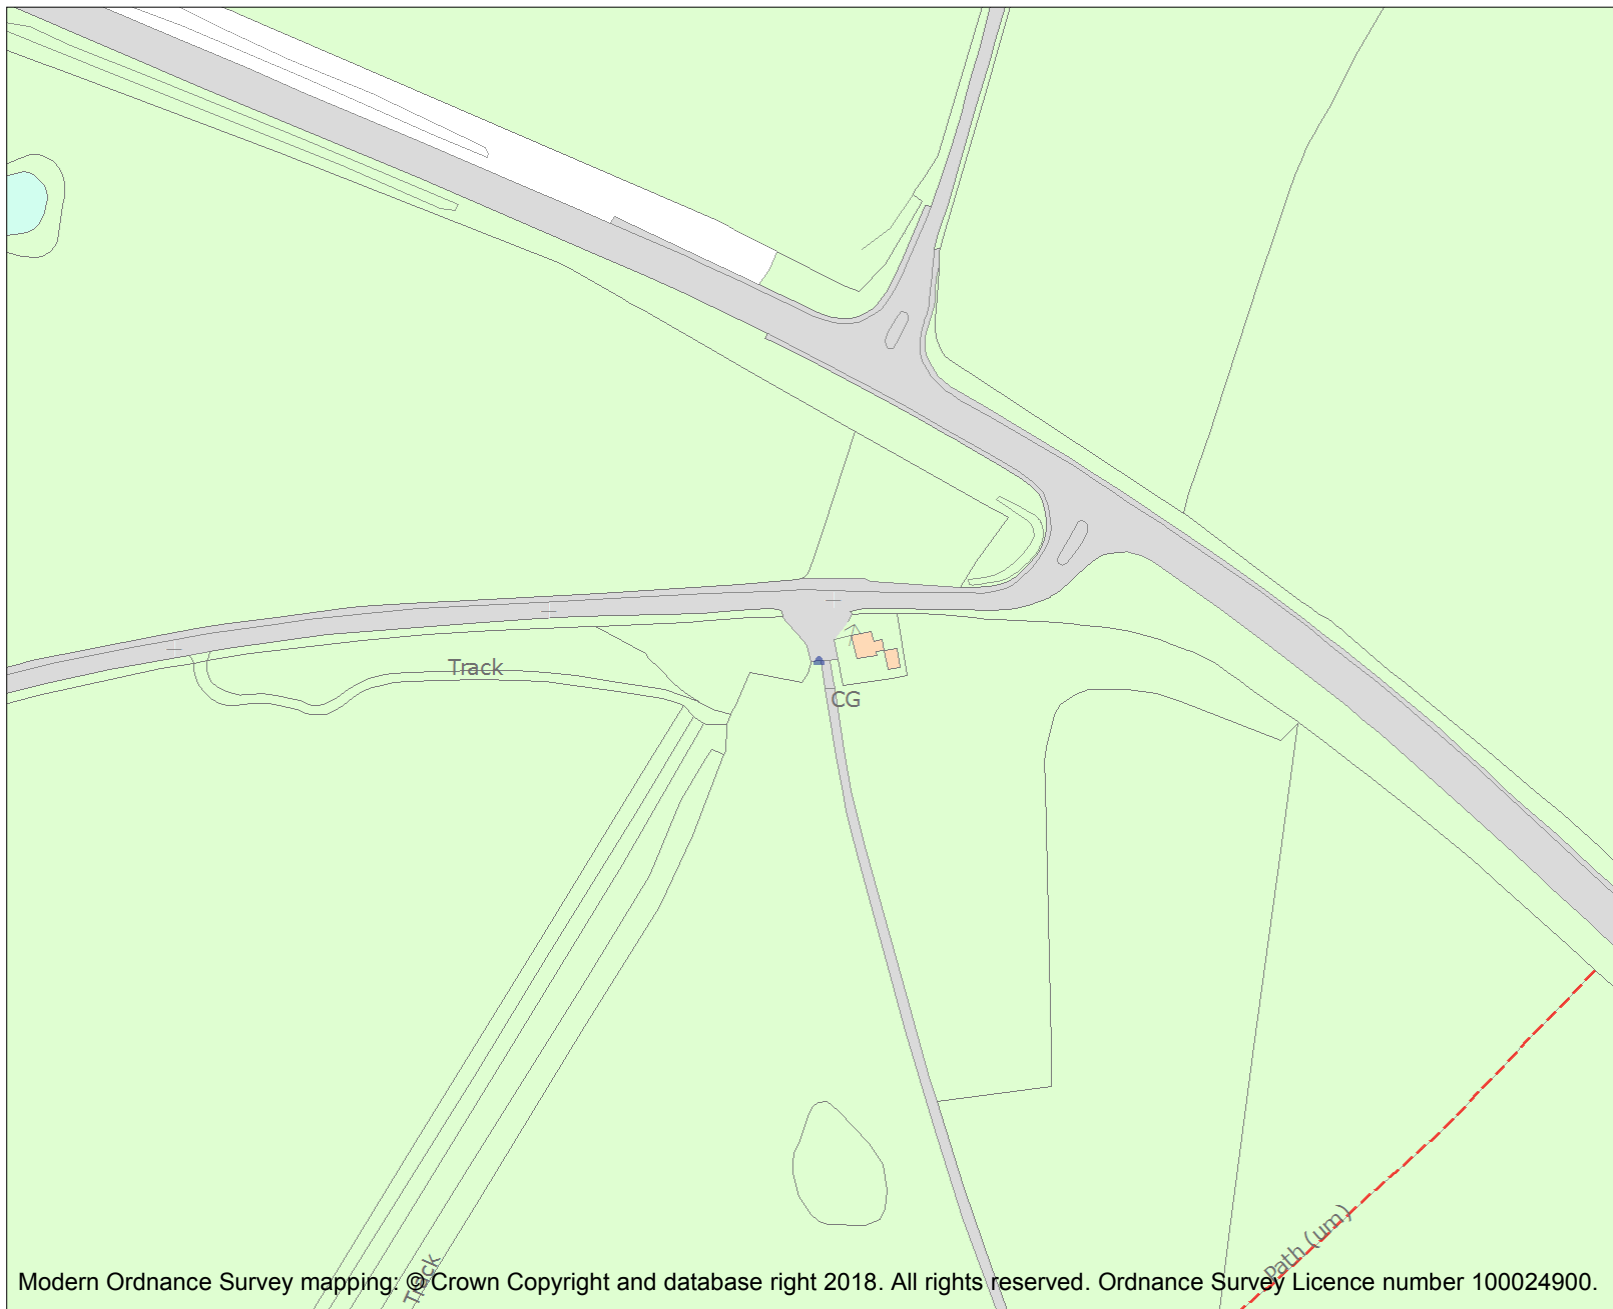 Track
CG
Path (um)
Track
Modern Ordnance Survey mapping: © Crown Copyright and database right 2018. All rights reserved. Ordnance Survey Licence number 100024900.